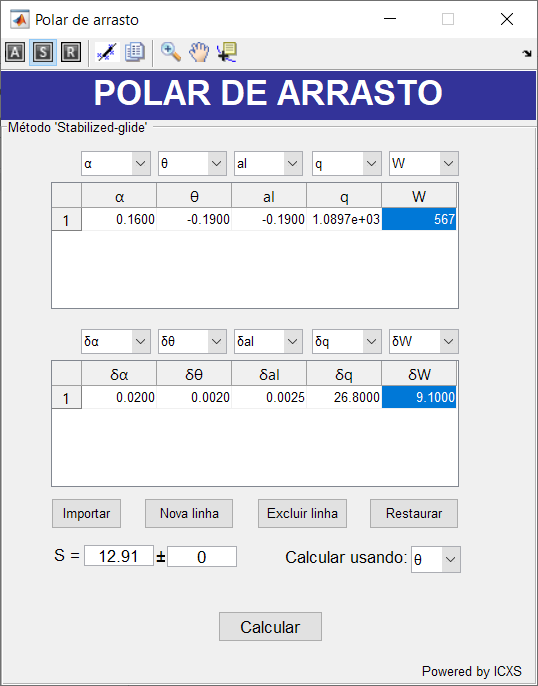 Polar de arrasto
A S R
POLAR DE ARRASTO
Método 'Stabilized-glide'
α θ al q W
α θ al q W
1 0.1600 -0.1900 -0.1900 1.0897e+03 567
δα δθ δal δq δW
δα δθ δal δq δW
1 0.0200 0.0020 0.0025 26.8000 9.1000
Importar Nova linha Excluir linha Restaurar
S = 12.91 ± 0 Calcular usando: θ
Calcular
Powered by ICXS